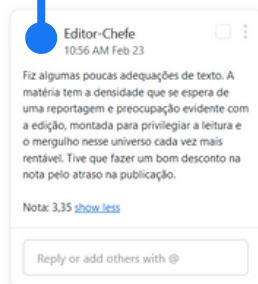 Editor-Chefe
10:56 AM Feb 23
Fiz algumas poucas adequações de texto. A
matéria tem a densidade que se espera de
uma reportagem e preocupação evidente com
a edição, montada para privilegiar a leitura e
o mergulho nesse universo cada vez mais
rentável. Tive que fazer um bom desconto na
nota pelo atraso na publicação.
Nota: 3,35 show less
Reply or add others with @